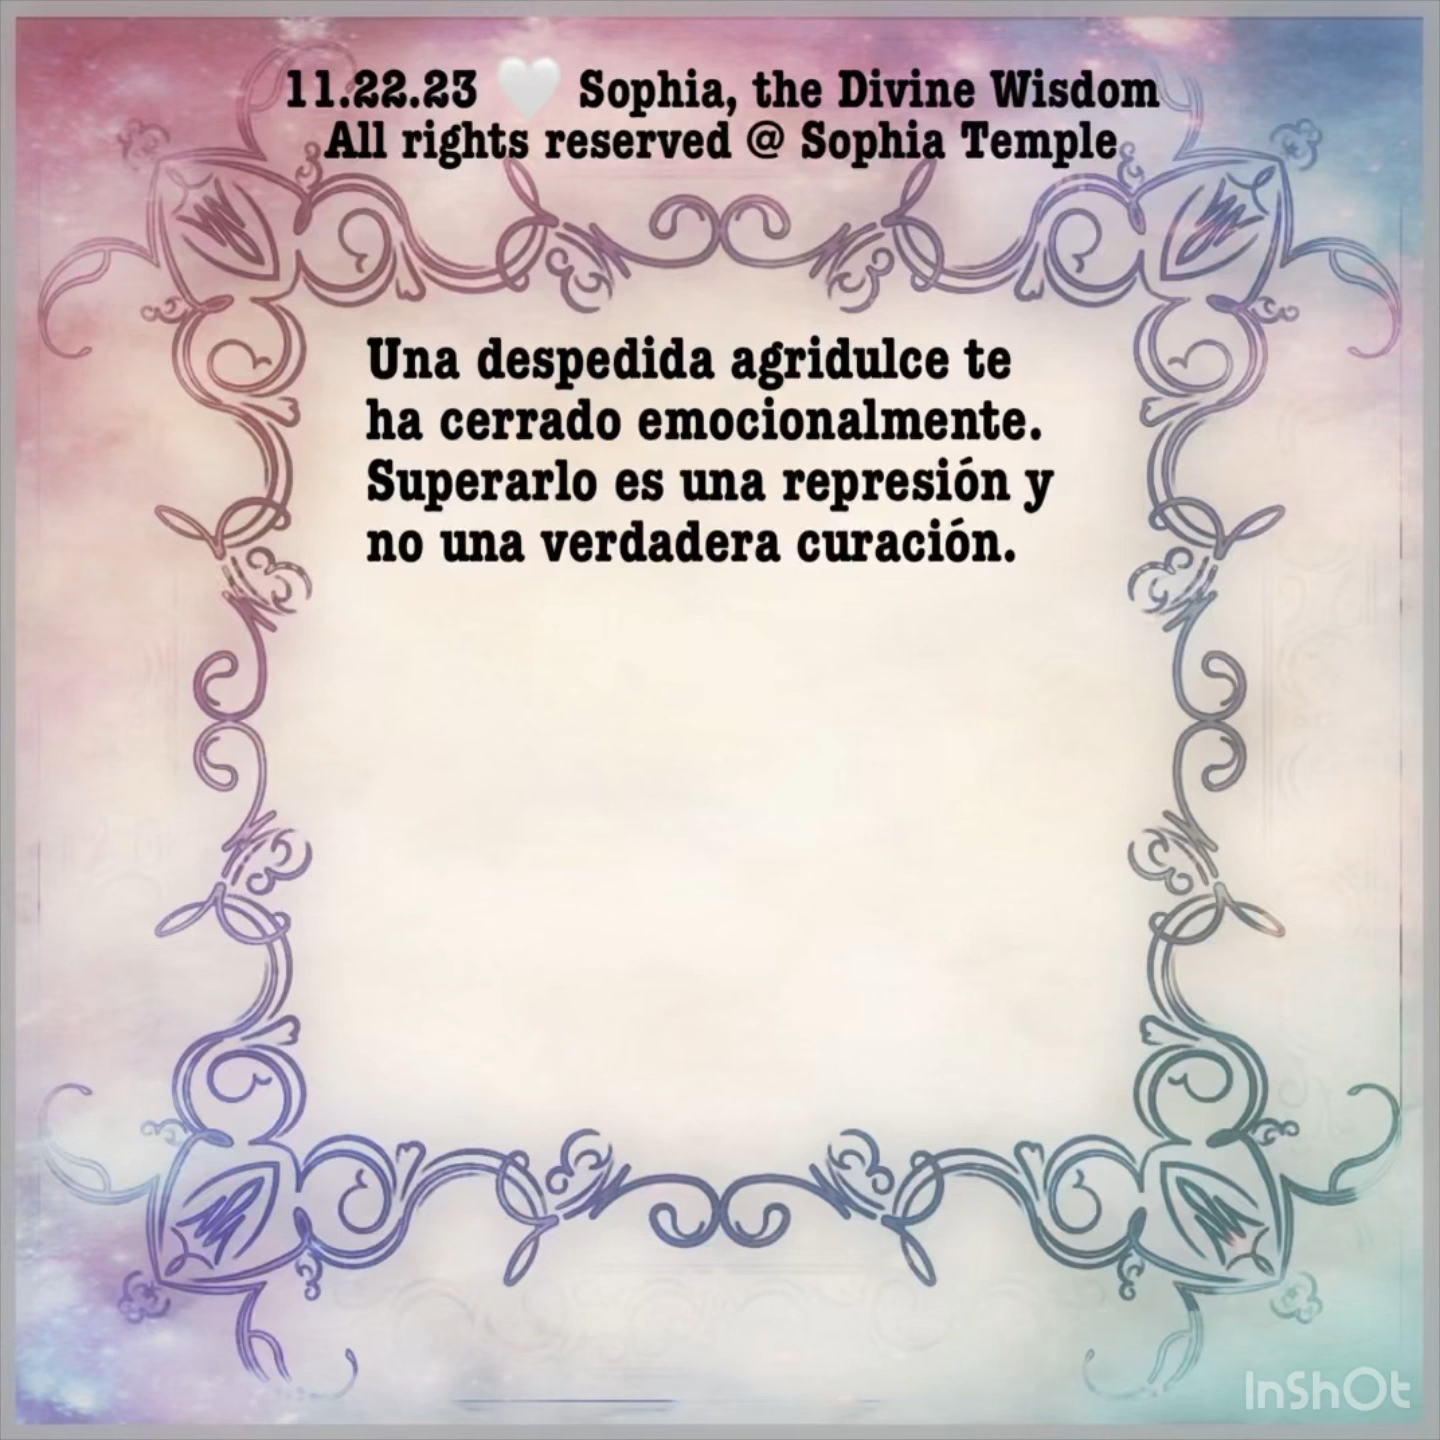 11.22.23 🤍 Sophia, the Divine Wisdom
All rights reserved @ Sophia Temple
Una despedida agridulce te
ha cerrado emocionalmente.
Superarlo es una represión y
no una verdadera curación.
InShOt